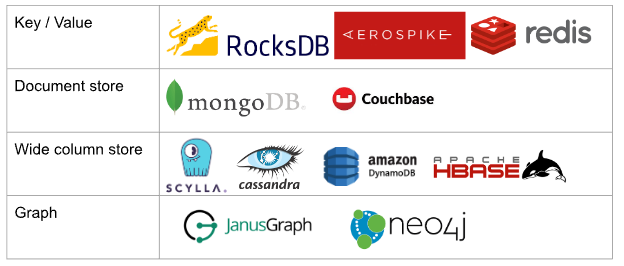 Key / Value
RocksDB
AEROSPIKE
redis
Document store
mongoDB®
Couchbase
Wide column store
SCYLLA®
cassandra
amazon
DynamoDB
APACHE
HBASE
Graph
JanusGraph
neo4j